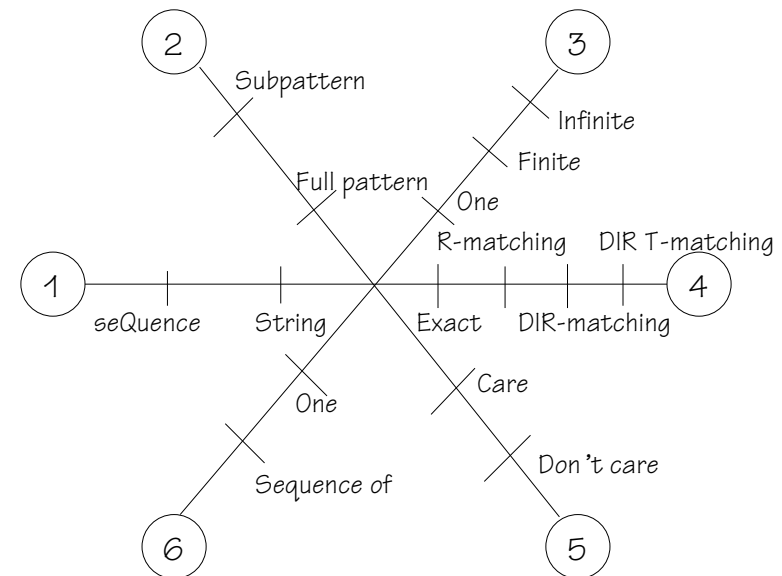 2
3
Subpattern
Infinite
Finite
Full pattern
One
R-matching
DIR T-matching
1
4
seQuence
String
Exact
DIR-matching
Care
One
Don't care
Sequence of
6
5